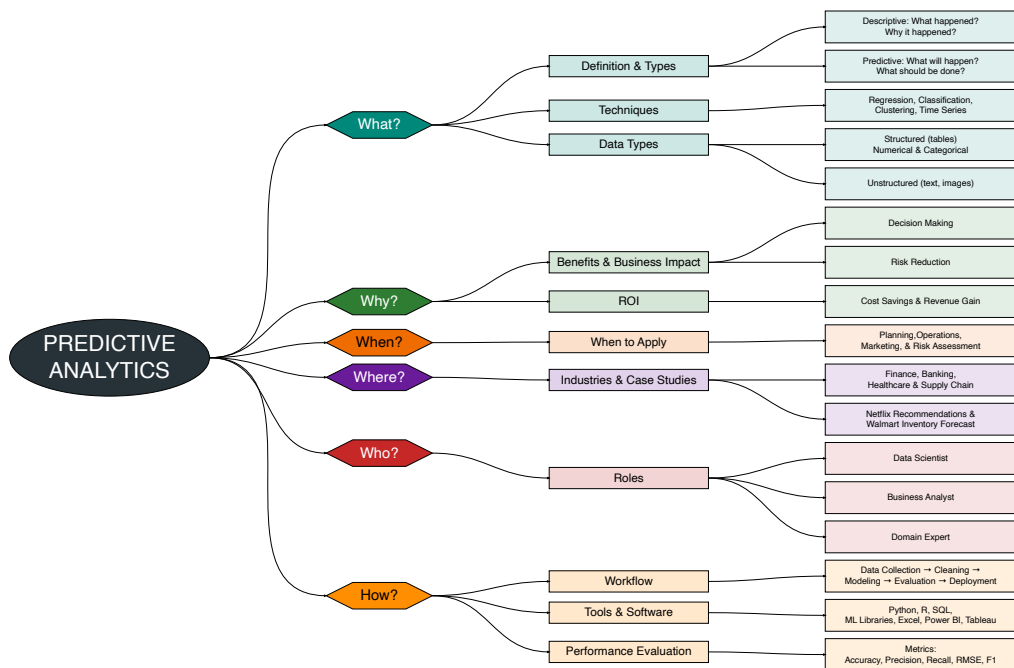 PREDICTIVE
ANALYTICS
What?
Definition & Types
Descriptive: What happened?
Why it happened?
Predictive: What will happen?
What should be done?
Techniques
Regression, Classification,
Clustering, Time Series
Data Types
Structured (tables)
Numerical & Categorical
Unstructured (text, images)
Why?
Benefits & Business Impact
Decision Making
Risk Reduction
ROI
Cost Savings & Revenue Gain
When?
When to Apply
Planning,Operations,
Marketing, & Risk Assessment
Where?
Industries & Case Studies
Finance, Banking,
Healthcare & Supply Chain
Netflix Recommendations &
Walmart Inventory Forecast
Who?
Roles
Data Scientist
Business Analyst
Domain Expert
How?
Workflow
Data Collection → Cleaning →
Modeling → Evaluation → Deployment
Tools & Software
Python, R, SQL,
ML Libraries, Excel, Power BI, Tableau
Performance Evaluation
Metrics:
Accuracy, Precision, Recall, RMSE, F1